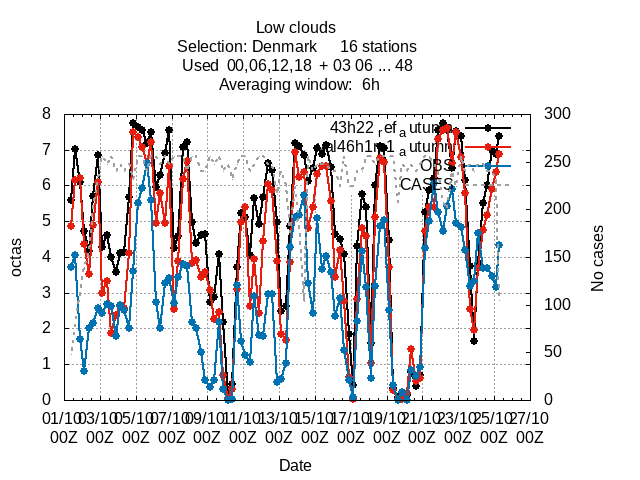 Low clouds
Selection: Denmark 16 stations
Used 00,06,12,18 + 03 06 ... 48
Averaging window: 6h
8
7
6
5
4
3
2
1
0
octas
300
250
200
150
100
50
0
No cases
43h22_ref_autumn
al46h1nr1_autumn
OBS
CASES
01/10 03/10 05/10 07/10 09/10 11/10 13/10 15/10 17/10 19/10 21/10 23/10 25/10 27/10
00Z 00Z 00Z 00Z 00Z 00Z 00Z 00Z 00Z 00Z 00Z 00Z 00Z 00Z
Date